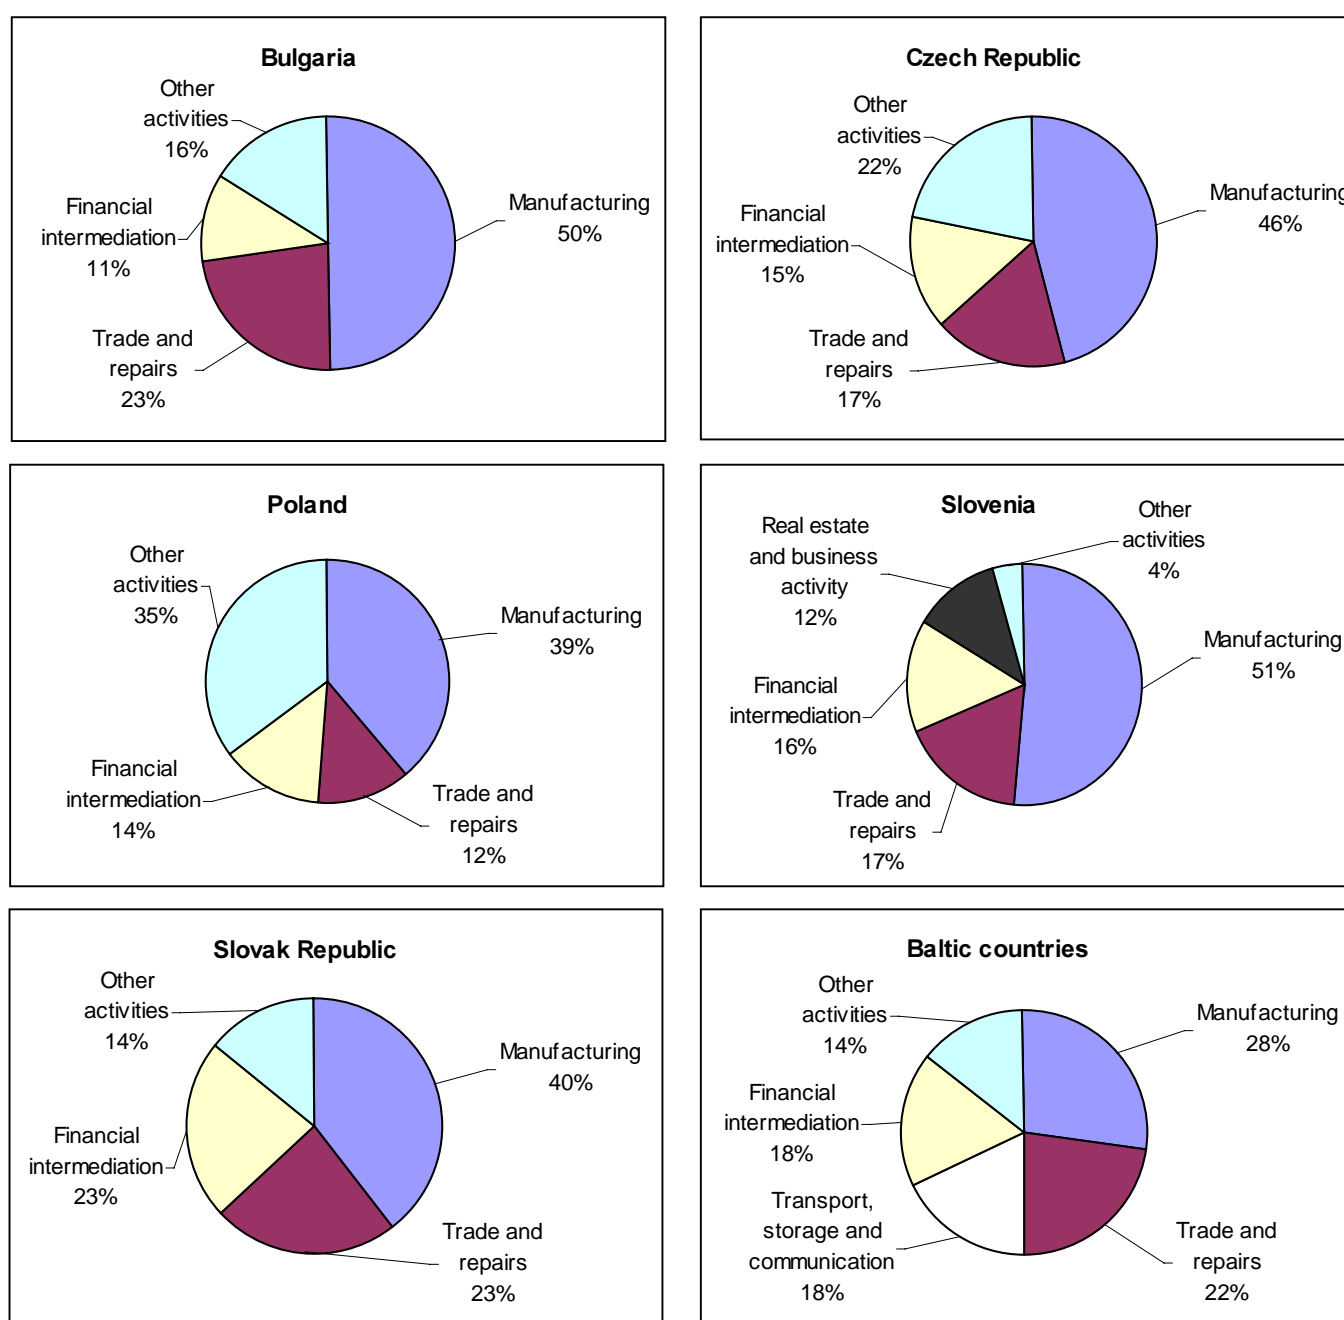 Bulgaria
Other
activities
16%
Financial
intermediation
11%
Trade and
repairs
23%
Manufacturing
50%
Czech Republic
Other
activities
22%
Financial
intermediation
15%
Trade and
repairs
17%
Manufacturing
46%
Poland
Other
activities
35%
Financial
intermediation
14%
Trade and
repairs
12%
Manufacturing
39%
Slovenia
Real estate
and business
activity
12%
Other
activities
4%
Financial
intermediation
16%
Trade and
repairs
17%
Manufacturing
51%
Slovak Republic
Other
activities
14%
Financial
intermediation
23%
Trade and
repairs
23%
Manufacturing
40%
Baltic countries
Other
activities
14%
Financial
intermediation
18%
Transport,
storage and
communication
18%
Trade and
repairs
22%
Manufacturing
28%